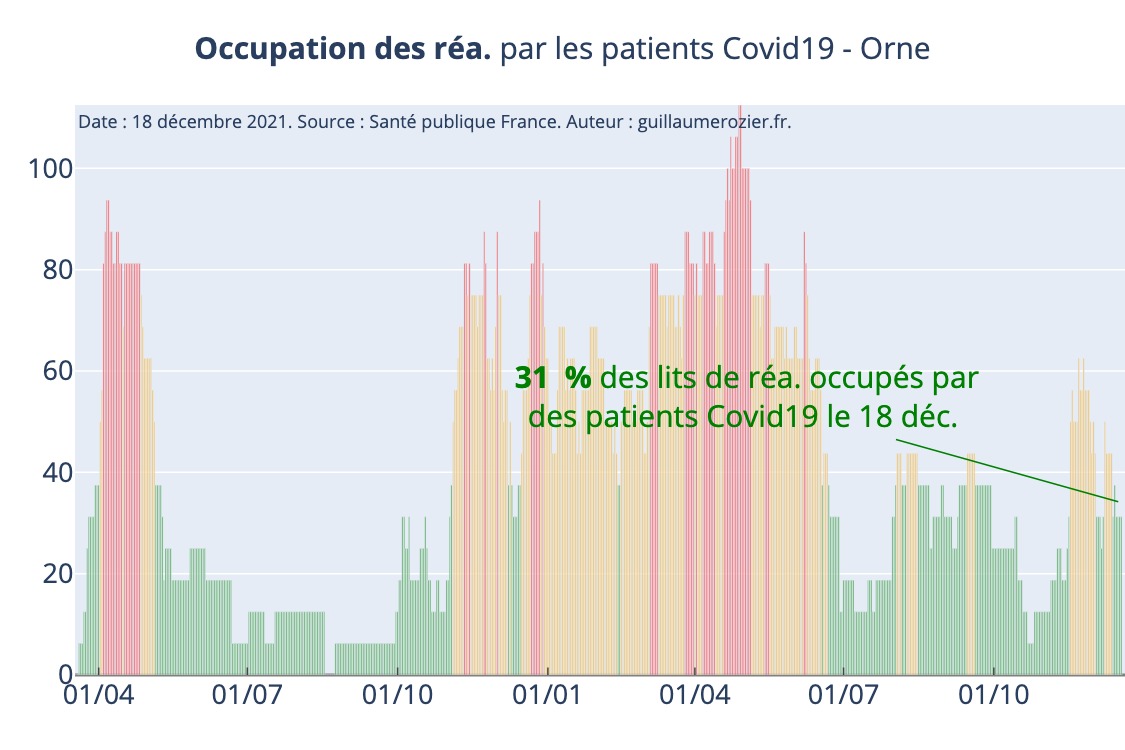 Occupation des réa. par les patients Covid19 - Orne
Date : 18 décembre 2021. Source : Santé publique France. Auteur : guillaumerozier.fr.
100
80
60
40
20
0
31 % des lits de réa. occupés par
des patients Covid19 le 18 déc.
01/04 01/07 01/10 01/01 01/04 01/07 01/10